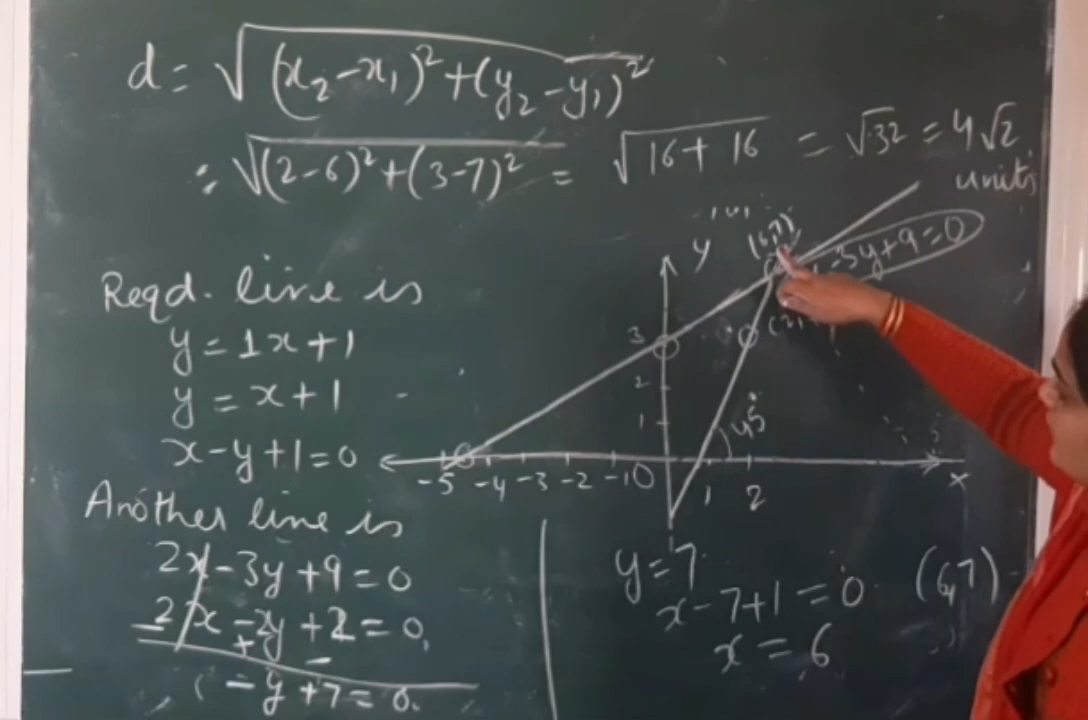 d = √(x₂-x₁)²+(y₂-y₁)²
= √(2-6)²+(3-7)² = √16+16 = √32 = 4√2 units
Reqd. line is
y = 1x+1
y = x+1
x-y+1=0
Another line is
2x-3y+9=0
2x-2y+2=0
- + -
-y+7=0.
y
(6,7)
-3y+9=0
3
(2,
2
1
45°
-5 -4 -3 -2 -1 0 1 2 x
y=7
x-7+1=0 (6,7)
x=6